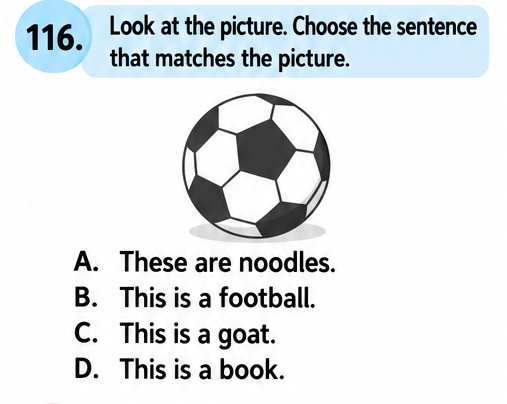 116.
Look at the picture. Choose the sentence
that matches the picture.
A. These are noodles.
B. This is a football.
C. This is a goat.
D. This is a book.